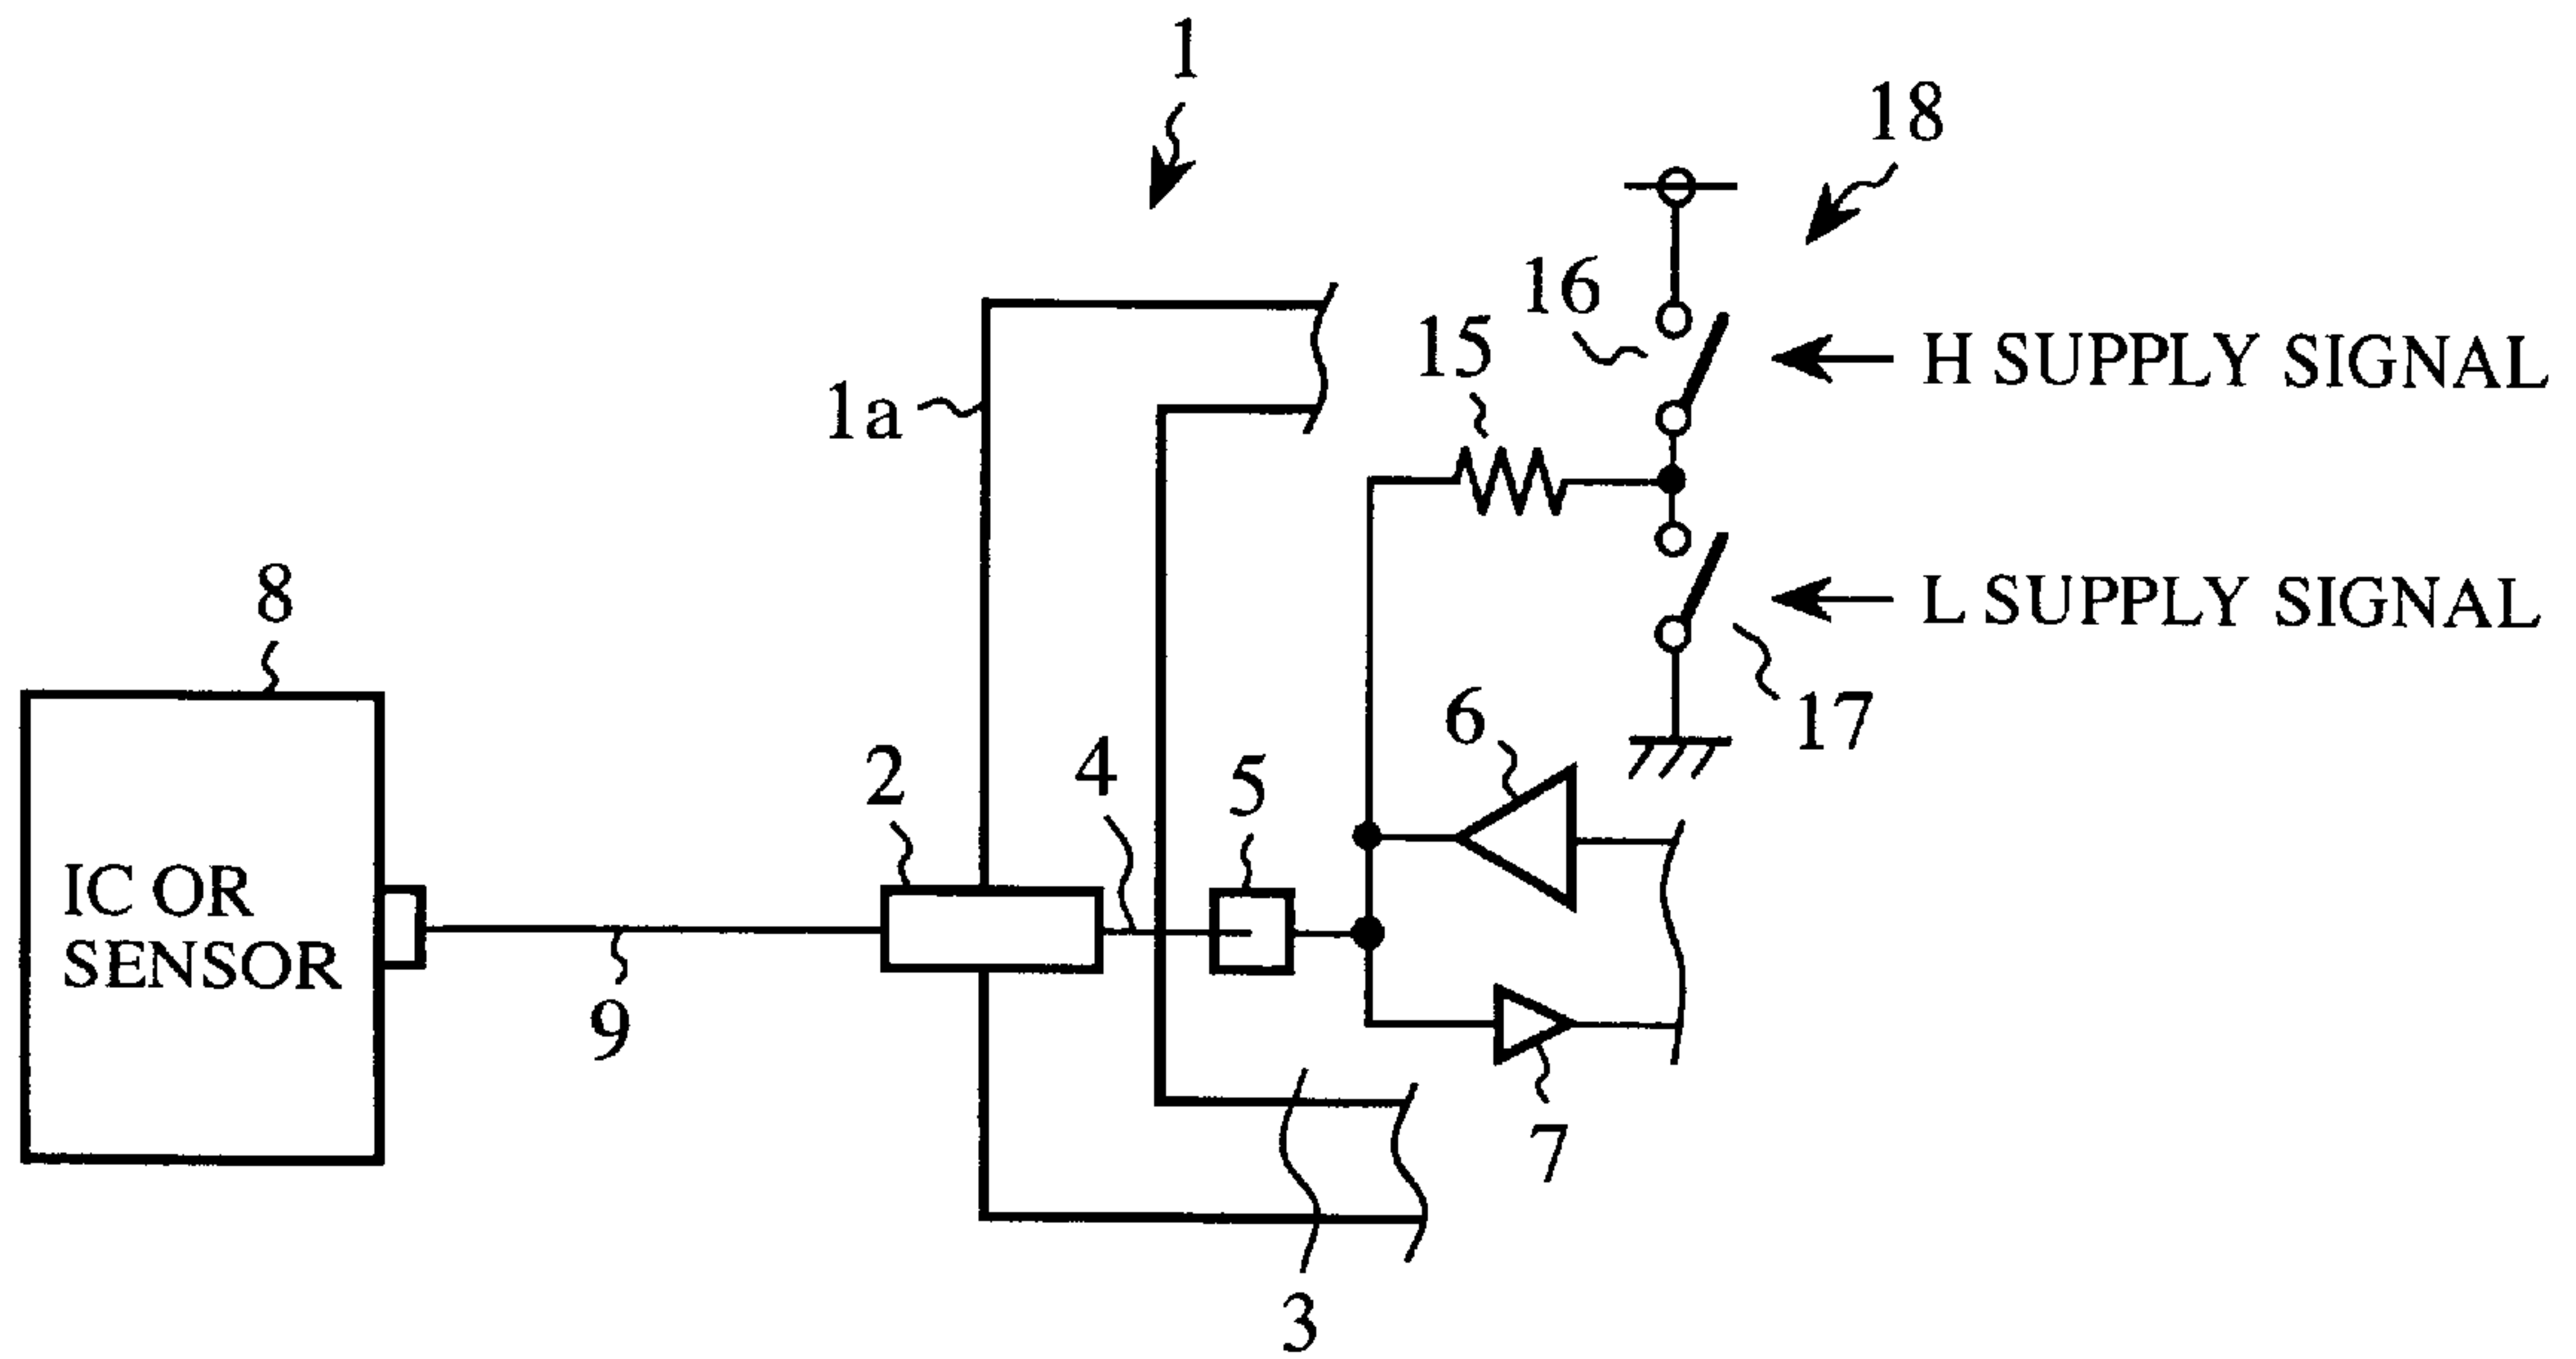 1
18
16
H SUPPLY SIGNAL
15
1a
L SUPPLY SIGNAL
8
17
6
2
4
5
IC OR
SENSOR
9
7
3